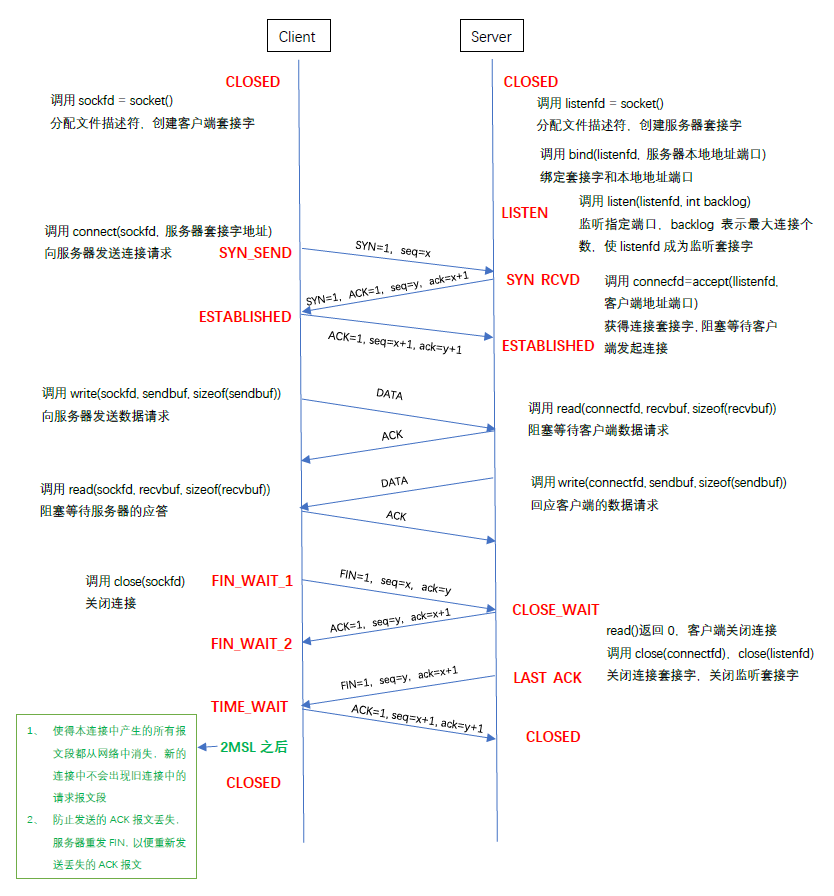 Client
Server
CLOSED
CLOSED
调用 sockfd = socket()
分配文件描述符，创建客户端套接字
调用 listenfd = socket()
分配文件描述符，创建服务器套接字
调用 bind(listenfd, 服务器本地地址端口)
绑定套接字和本地地址端口
LISTEN
调用 listen(listenfd, int backlog)
监听指定端口，backlog 表示最大连接个
数，使 listenfd 成为监听套接字
调用 connect(sockfd, 服务器套接字地址)
向服务器发送连接请求
SYN_SEND
SYN=1, seq=x
SYN=1, ACK=1, seq=y, ack=x+1
SYN RCVD
调用 connecfd=accept(llistenfd,
客户端地址端口)
获得连接套接字, 阻塞等待客户
端发起连接
ESTABLISHED
ACK=1, seq=x+1, ack=y+1
ESTABLISHED
调用 write(sockfd, sendbuf, sizeof(sendbuf))
向服务器发送数据请求
DATA
调用 read(connectfd, recvbuf, sizeof(recvbuf))
阻塞等待客户端数据请求
ACK
调用 read(sockfd, recvbuf, sizeof(recvbuf))
阻塞等待服务器的应答
DATA
调用 write(connectfd, sendbuf, sizeof(sendbuf))
回应客户端的数据请求
ACK
调用 close(sockfd)
关闭连接
FIN_WAIT_1
FIN=1, seq=x, ack=y
CLOSE_WAIT
ACK=1, seq=y, ack=x+1
FIN_WAIT_2
read()返回 0，客户端关闭连接
调用 close(connectfd)，close(listenfd)
关闭连接套接字，关闭监听套接字
FIN=1, seq=y, ack=x+1
LAST ACK
TIME_WAIT
ACK=1, seq=x+1, ack=y+1
CLOSED
2MSL 之后
CLOSED
1、 使得本连接中产生的所有报
文段都从网络中消失，新的
连接中不会出现旧连接中的
请求报文段
2、 防止发送的 ACK 报文丢失，
服务器重发 FIN, 以便重新发
送丢失的 ACK 报文